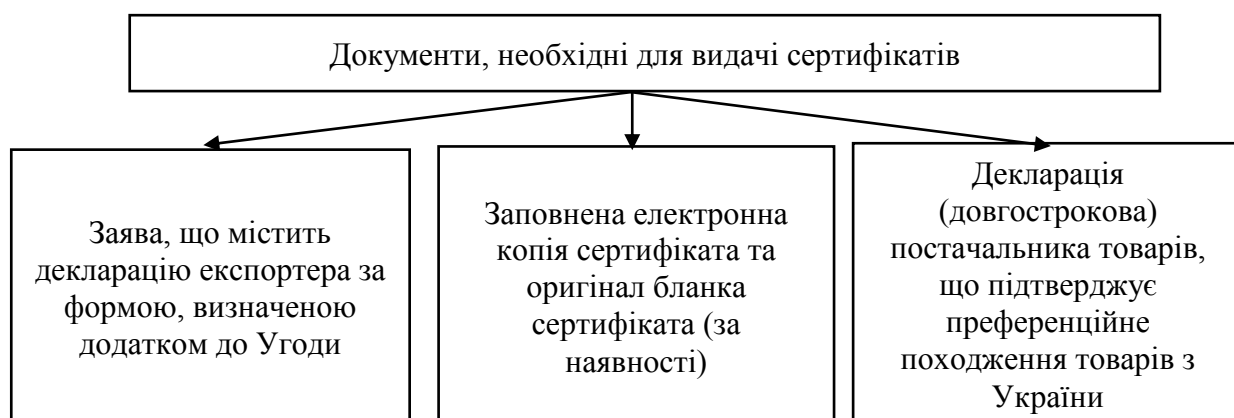 Документи, необхідні для видачі сертифікатів
Заява, що містить
декларацію експортера за
формою, визначеною
додатком до Угоди
Заповнена електронна
копія сертифіката та
оригінал бланка
сертифіката (за
наявності)
Декларація
(довгострокова)
постачальника товарів,
що підтверджує
преференційне
походження товарів з
України